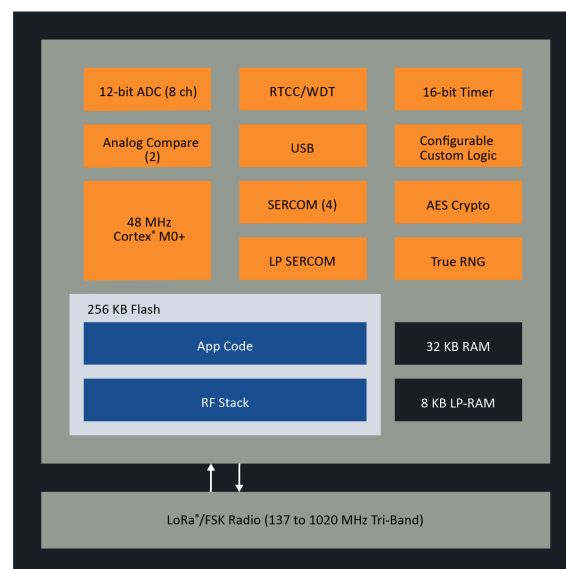 12-bit ADC (8 ch)
RTCC/WDT
16-bit Timer
Analog Compare
(2)
USB
Configurable
Custom Logic
48 MHz
Cortex® M0+
SERCOM (4)
AES Crypto
LP SERCOM
True RNG
256 KB Flash
App Code
32 KB RAM
RF Stack
8 KB LP-RAM
LoRa®/FSK Radio (137 to 1020 MHz Tri-Band)